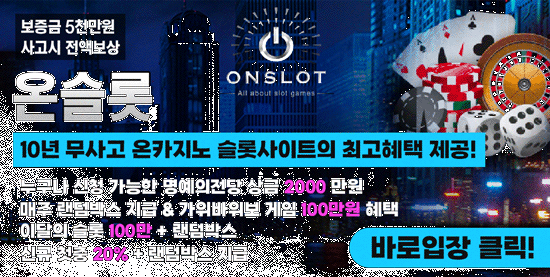 보증금 5천만원
사고시 전액보상
ONSLOT
All about slot games
온슬롯
10년 무사고 온카지노 슬롯사이트의 최고혜택 제공!
누구나 신청 가능한 명예의전당 상금 2000 만원
매주 랜덤박스 지급 & 가위바위보 게임 100만원 혜택
이달의 슬롯 100만 + 랜덤박스
신규 첫충 20% + 랜덤박스 지급
바로입장 클릭!